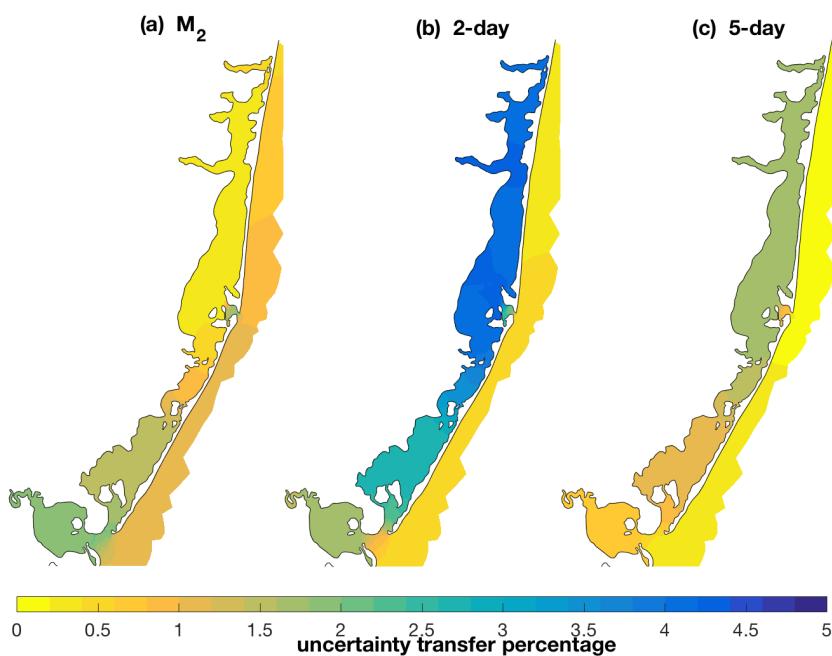 (a) M₂
(b) 2-day
(c) 5-day
0 0.5 1 1.5 2 2.5 3 3.5 4 4.5 5
uncertainty transfer percentage